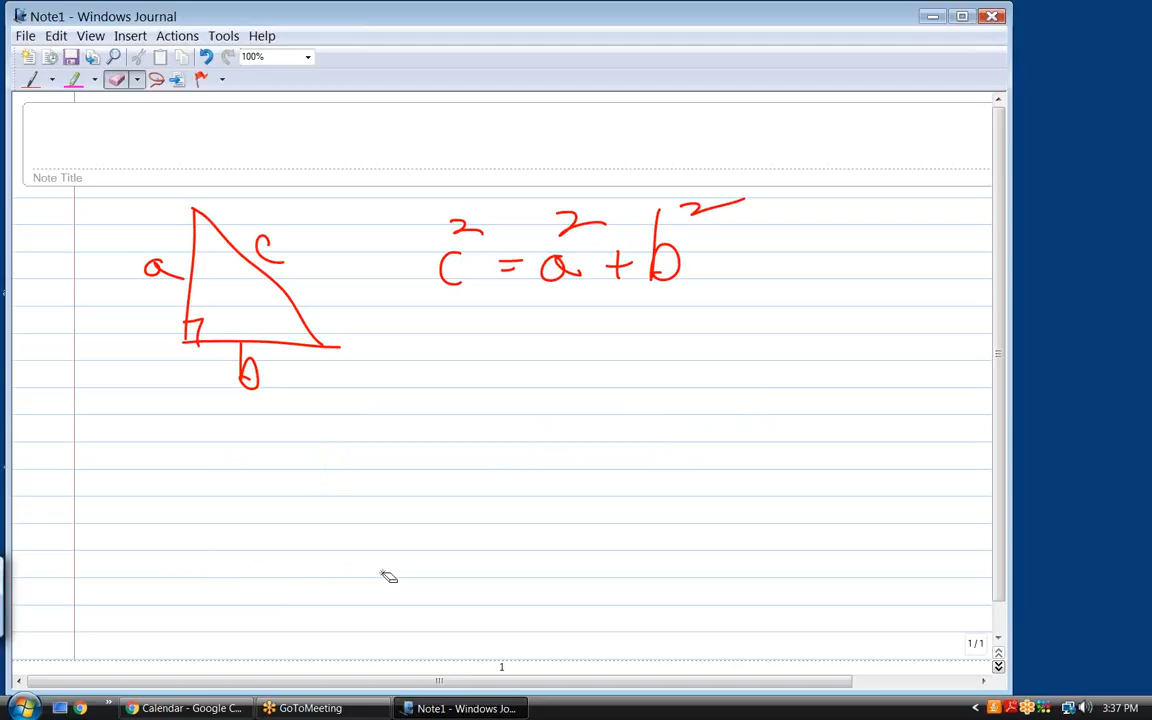 Note1 - Windows Journal
File Edit View Insert Actions Tools Help
100%
Note Title
a
c
b
c² = a² + b²
1/1
1
Calendar - Google C...
GoToMeeting
Note1 - Windows Jo...
3:37 PM